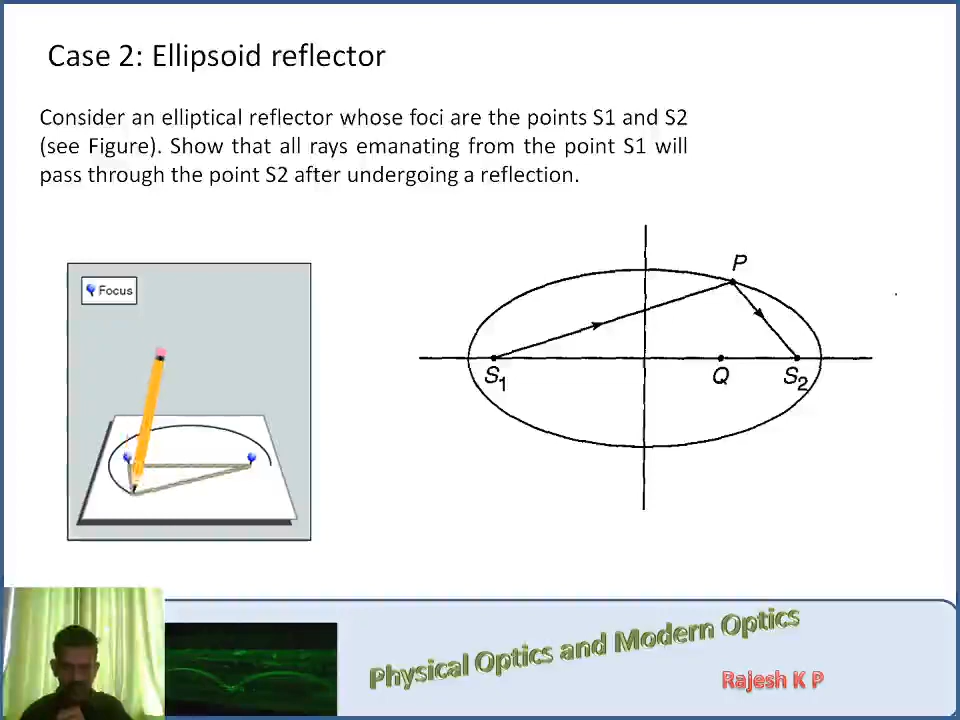 Case 2: Ellipsoid reflector
Consider an elliptical reflector whose foci are the points S1 and S2
(see Figure). Show that all rays emanating from the point S1 will
pass through the point S2 after undergoing a reflection.
Focus
P
S1
Q
S2
Physical Optics and Modern Optics
Rajesh K P